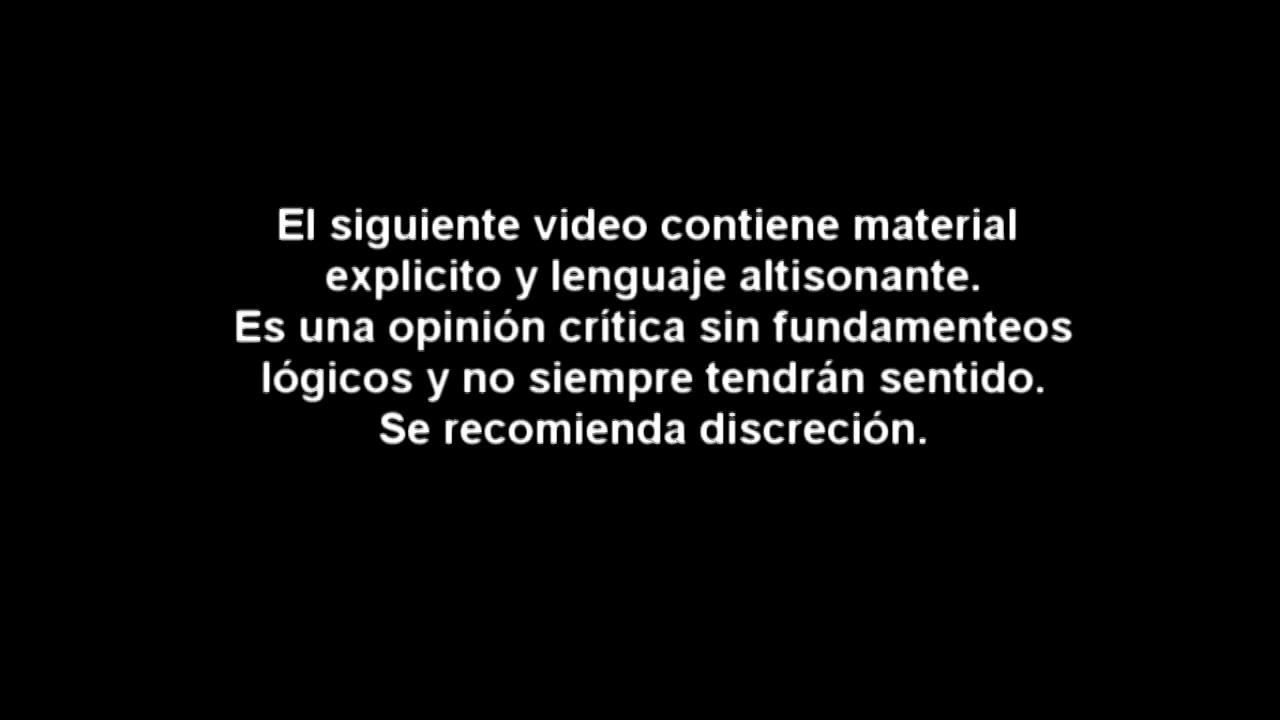 El siguiente video contiene material
explicito y lenguaje altisonante.
Es una opinión crítica sin fundamenteos
lógicos y no siempre tendrán sentido.
Se recomienda discreción.